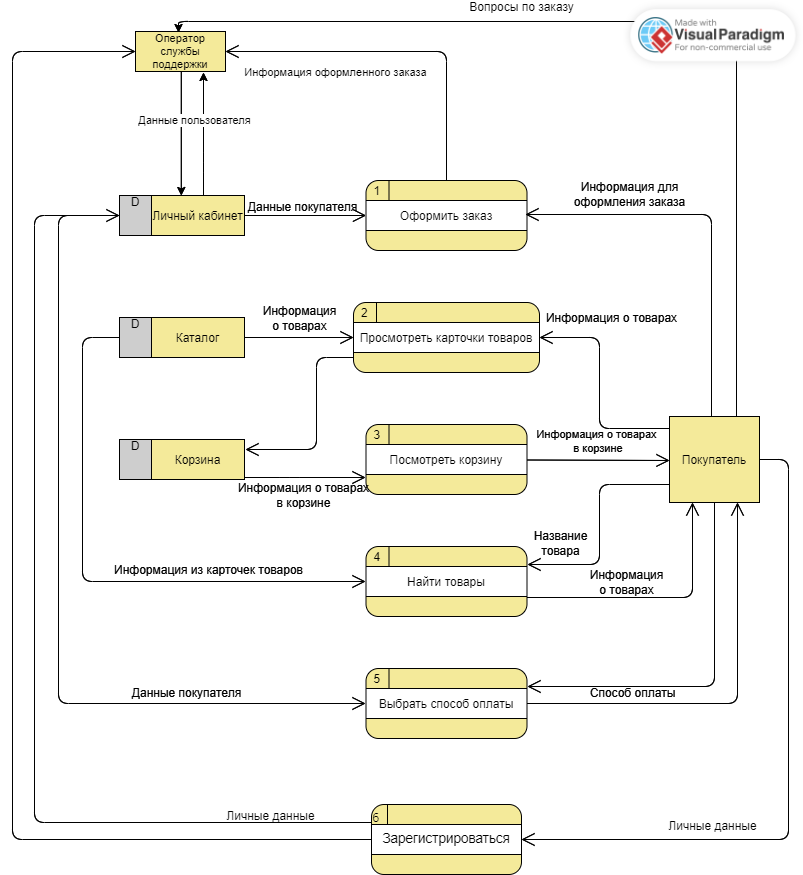 Вопросы по заказу
Made with
VisualParadigm
For non-commercial use
Оператор
службы
поддержки
Информация оформленного заказа
Данные пользователя
D
Личный кабинет
Данные покупателя
1
Оформить заказ
Информация для
оформления заказа
D
Каталог
Информация
о товарах
2
Просмотреть карточки товаров
Информация о товарах
D
Корзина
Информация о товарах
в корзине
3
Посмотреть корзину
Информация о товарах
в корзине
Покупатель
Название
товара
4
Найти товары
Информация из карточек товаров
Информация
о товарах
5
Выбрать способ оплаты
Данные покупателя
Способ оплаты
Личные данные
6
Зарегистрироваться
Личные данные